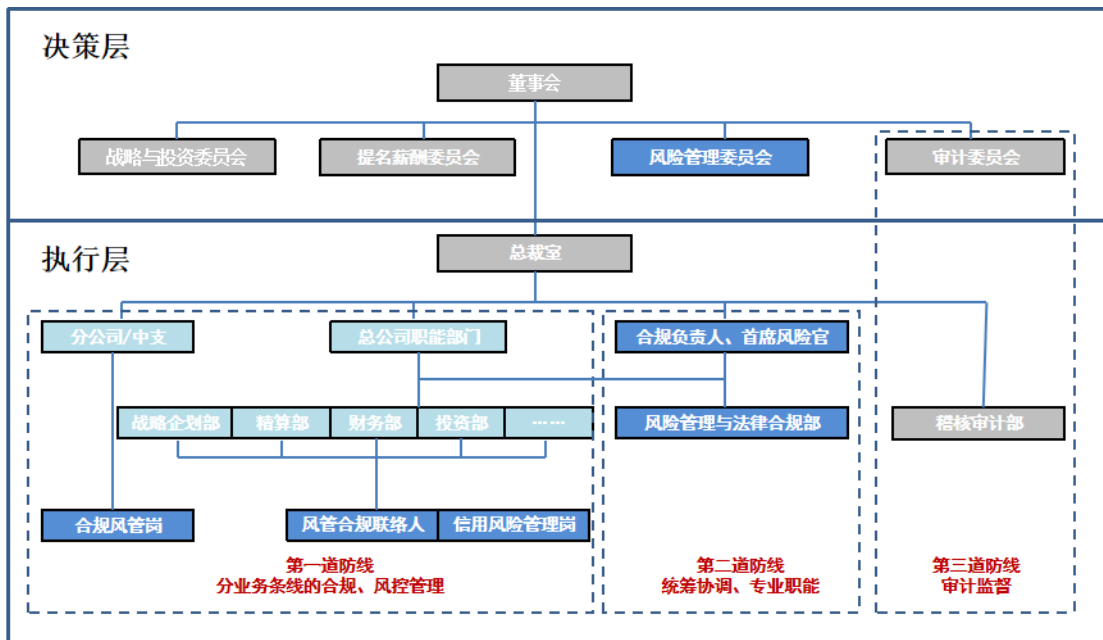 决策层
董事会
战略与投资委员会
提名薪酬委员会
风险管理委员会
审计委员会
执行层
总裁室
分公司/中支
总公司职能部门
合规负责人、首席风险官
战略企划部
精算部
财务部
投资部
……
风险管理与法律合规部
稽核审计部
合规风管岗
风管合规联络人
信用风险管理岗
第一道防线
分业务条线的合规、风控管理
第二道防线
统筹协调、专业职能
第三道防线
审计监督